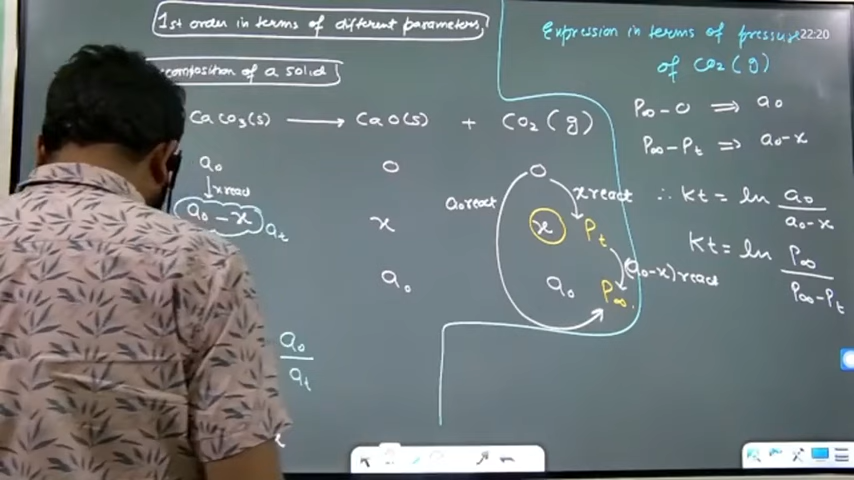 1st order in terms of different parameters
composition of a solid
CaCO₃(s) ⟶ CaO(s) + CO₂(g)
a₀ 0 0
↓ x react
a₀react x react
a₀ - x aₜ x x Pₜ
(a₀-x) react
a₀ a₀ P∞
a₀
aₜ
x
Expression in terms of pressure
22:20
of CO₂(g)
P∞ - 0 ⟹ a₀
P∞ - Pₜ ⟹ a₀-x
∴ Kt = ln a₀
a₀-x
Kt = ln P∞
P∞-Pₜ